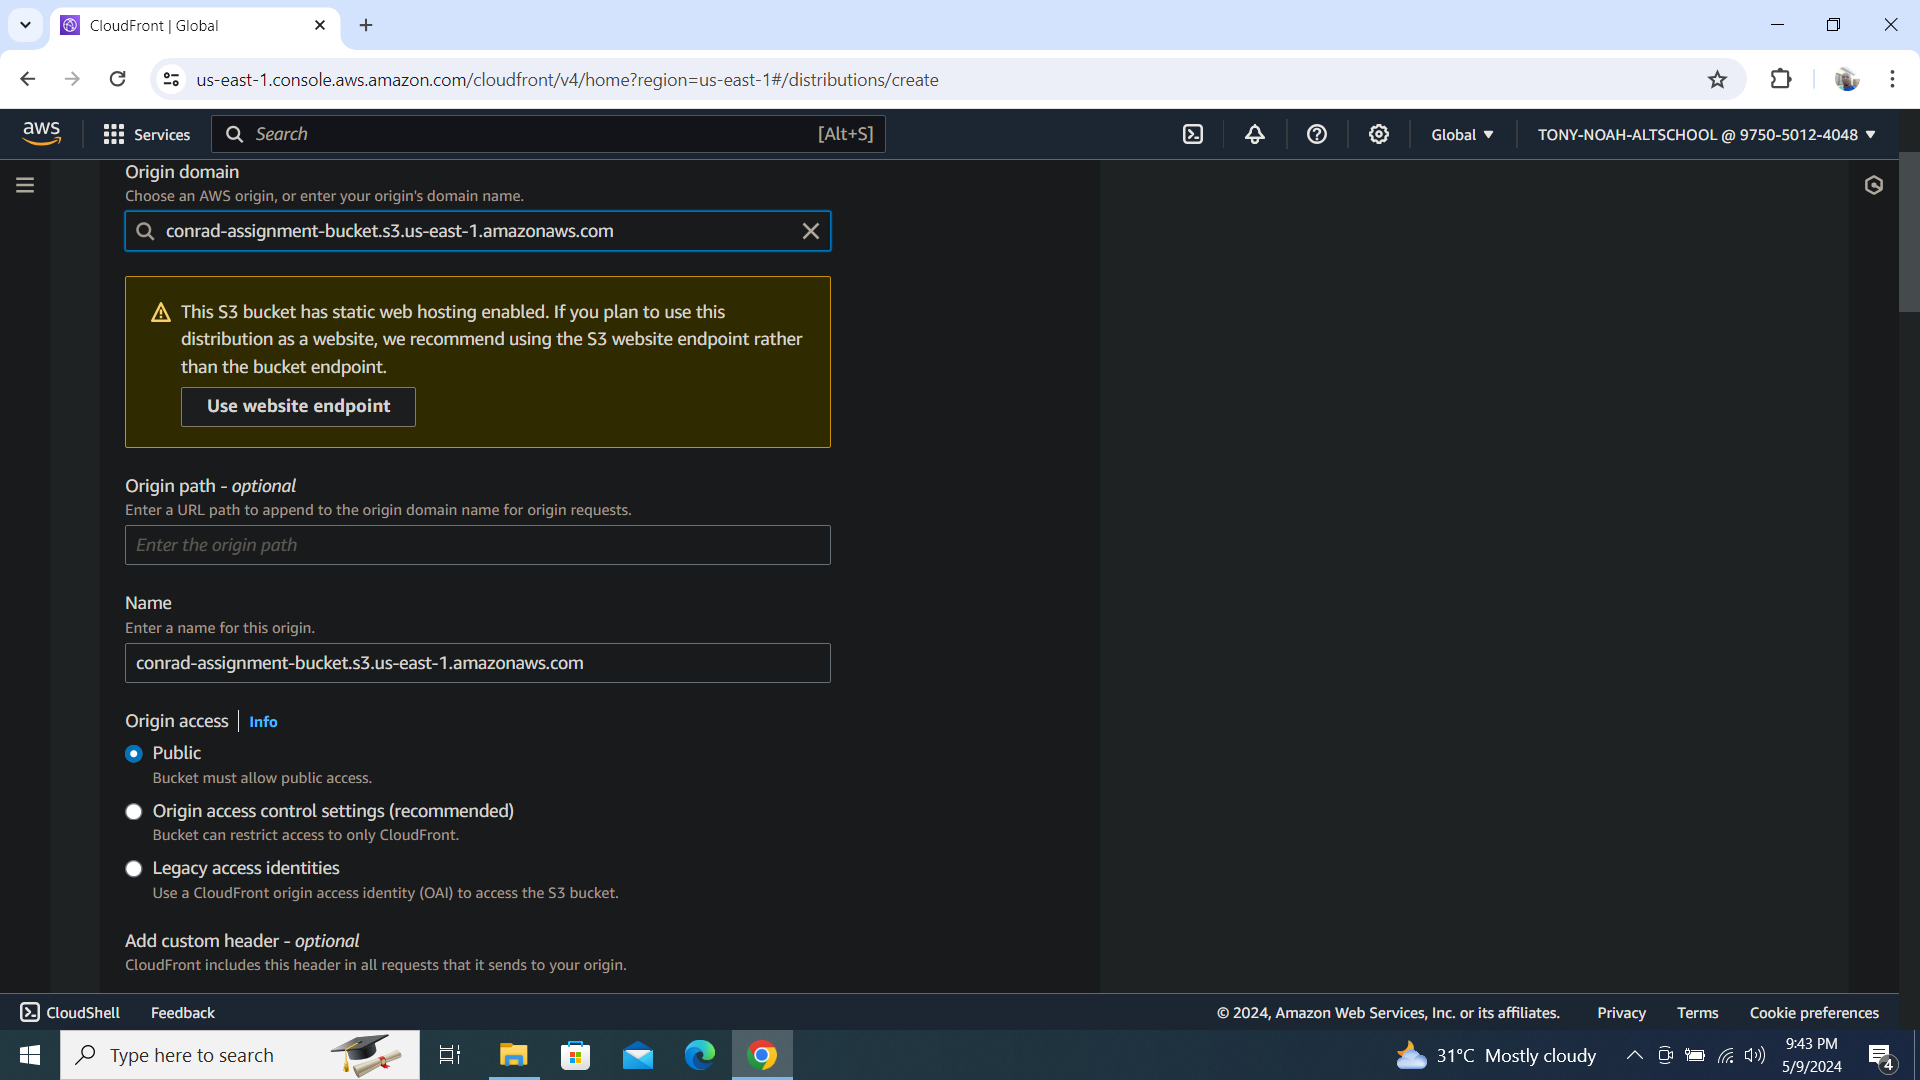 CloudFront | Global
us-east-1.console.aws.amazon.com/cloudfront/v4/home?region=us-east-1#/distributions/create
aws
Services
Search
[Alt+S]
Global
TONY-NOAH-ALTSCHOOL @ 9750-5012-4048
Origin domain
Choose an AWS origin, or enter your origin's domain name.
conrad-assignment-bucket.s3.us-east-1.amazonaws.com
This S3 bucket has static web hosting enabled. If you plan to use this
distribution as a website, we recommend using the S3 website endpoint rather
than the bucket endpoint.
Use website endpoint
Origin path - optional
Enter a URL path to append to the origin domain name for origin requests.
Enter the origin path
Name
Enter a name for this origin.
conrad-assignment-bucket.s3.us-east-1.amazonaws.com
Origin access
Info
Public
Bucket must allow public access.
Origin access control settings (recommended)
Bucket can restrict access to only CloudFront.
Legacy access identities
Use a CloudFront origin access identity (OAI) to access the S3 bucket.
Add custom header - optional
CloudFront includes this header in all requests that it sends to your origin.
CloudShell
Feedback
© 2024, Amazon Web Services, Inc. or its affiliates.
Privacy
Terms
Cookie preferences
Type here to search
31°C Mostly cloudy
9:43 PM
5/9/2024
4